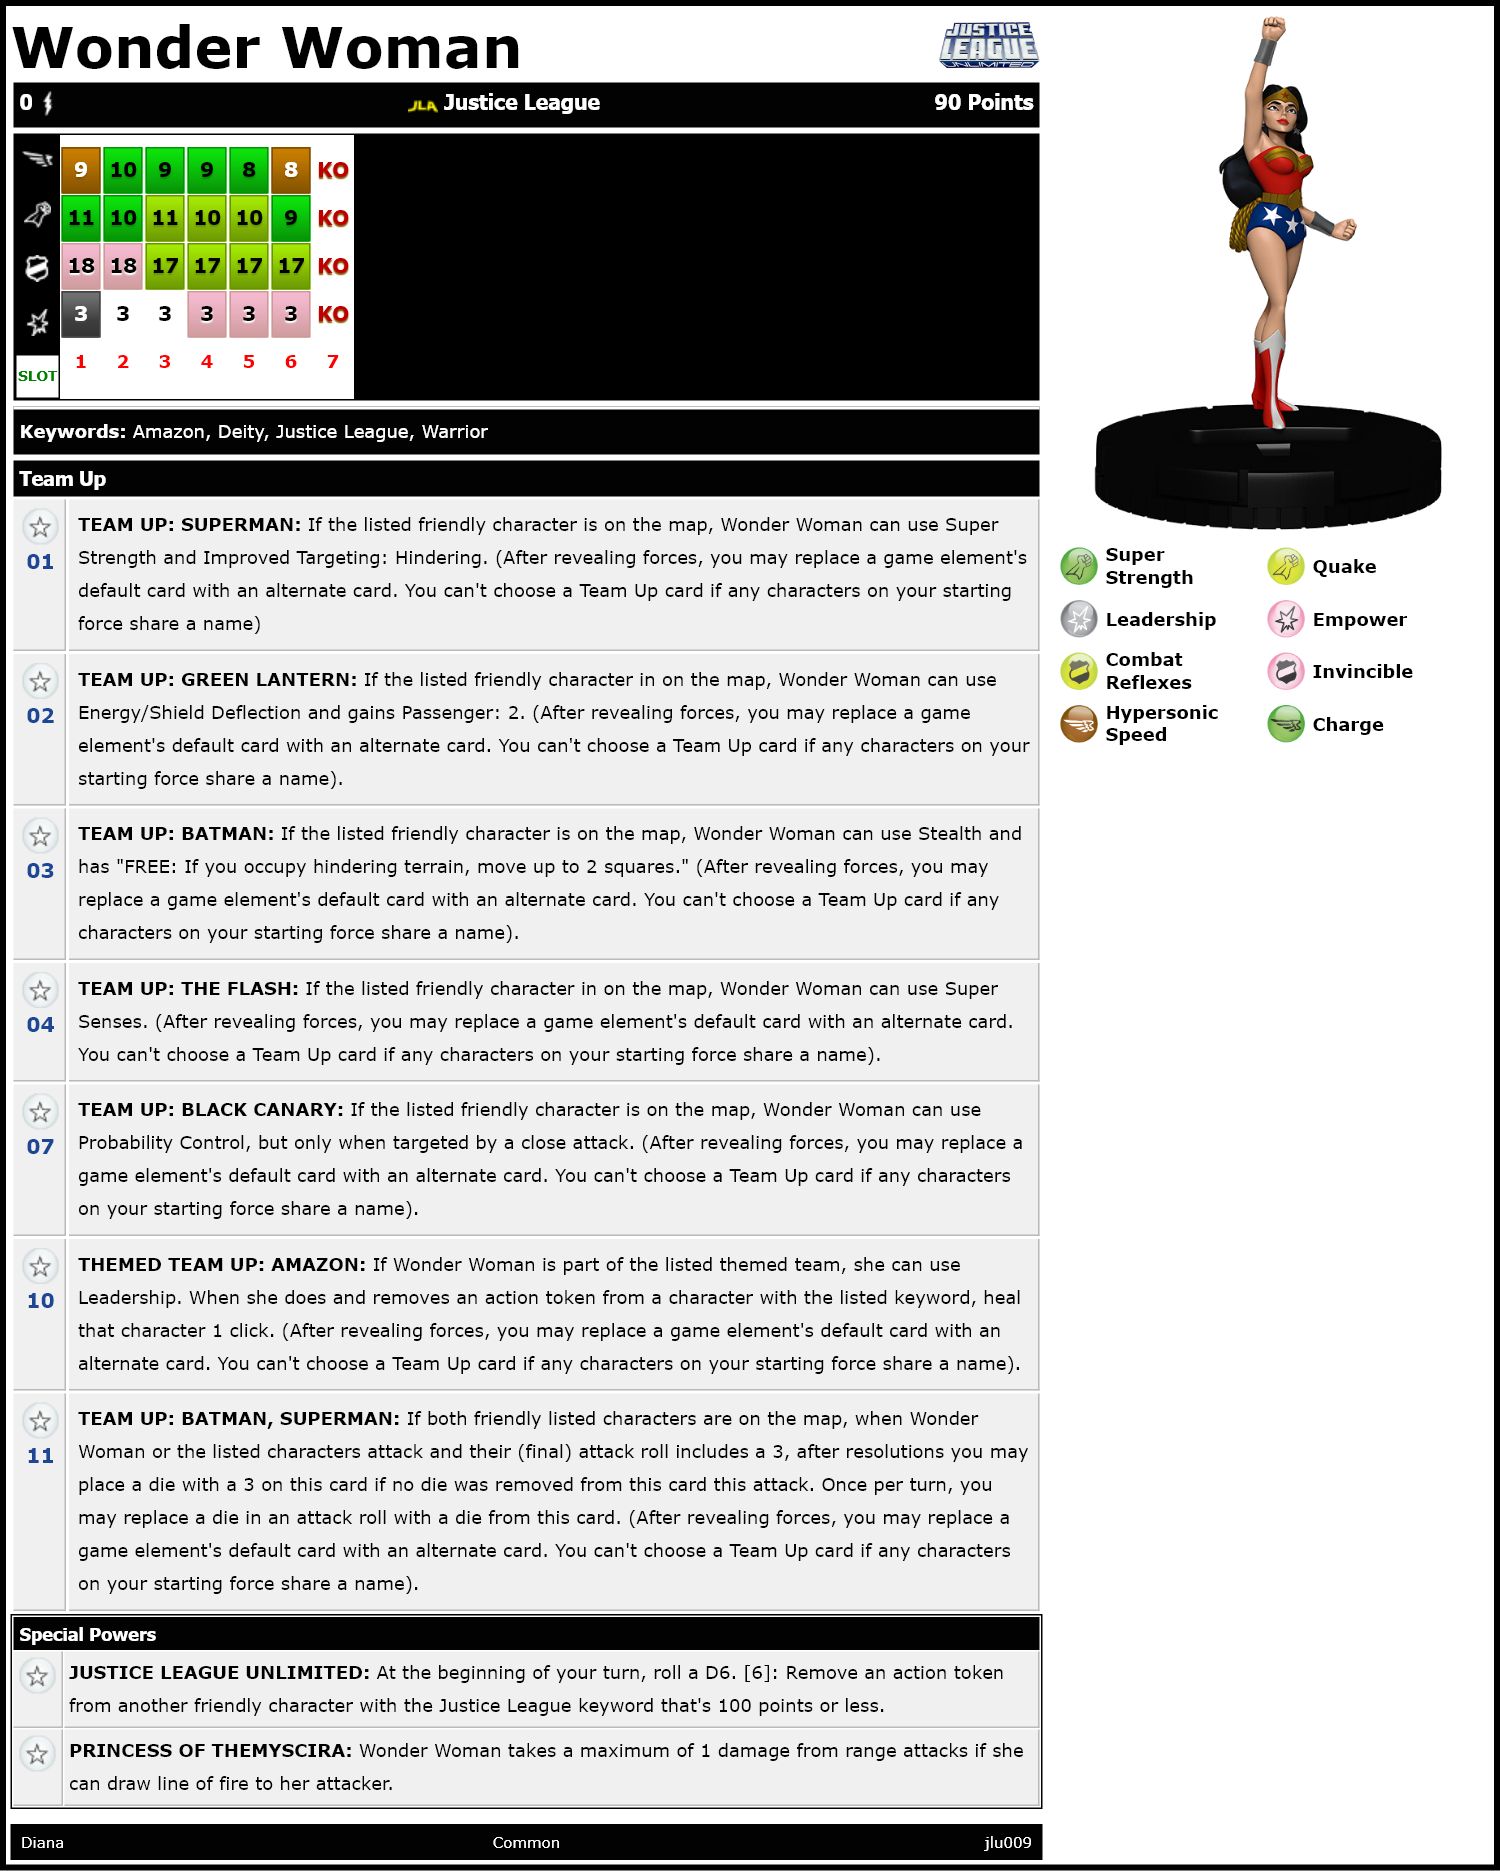 Wonder Woman
JUSTICE
LEAGUE
UNLIMITED
0 JLA Justice League 90 Points
9 10 9 9 8 8 KO
11 10 11 10 10 9 KO
18 18 17 17 17 17 KO
3 3 3 3 3 3 KO
SLOT 1 2 3 4 5 6 7
Keywords: Amazon, Deity, Justice League, Warrior
Team Up
01
TEAM UP: SUPERMAN: If the listed friendly character is on the map, Wonder Woman can use Super
Strength and Improved Targeting: Hindering. (After revealing forces, you may replace a game element's
default card with an alternate card. You can't choose a Team Up card if any characters on your starting
force share a name)
02
TEAM UP: GREEN LANTERN: If the listed friendly character in on the map, Wonder Woman can use
Energy/Shield Deflection and gains Passenger: 2. (After revealing forces, you may replace a game
element's default card with an alternate card. You can't choose a Team Up card if any characters on your
starting force share a name).
03
TEAM UP: BATMAN: If the listed friendly character is on the map, Wonder Woman can use Stealth and
has "FREE: If you occupy hindering terrain, move up to 2 squares." (After revealing forces, you may
replace a game element's default card with an alternate card. You can't choose a Team Up card if any
characters on your starting force share a name).
04
TEAM UP: THE FLASH: If the listed friendly character in on the map, Wonder Woman can use Super
Senses. (After revealing forces, you may replace a game element's default card with an alternate card.
You can't choose a Team Up card if any characters on your starting force share a name).
07
TEAM UP: BLACK CANARY: If the listed friendly character is on the map, Wonder Woman can use
Probability Control, but only when targeted by a close attack. (After revealing forces, you may replace a
game element's default card with an alternate card. You can't choose a Team Up card if any characters
on your starting force share a name).
10
THEMED TEAM UP: AMAZON: If Wonder Woman is part of the listed themed team, she can use
Leadership. When she does and removes an action token from a character with the listed keyword, heal
that character 1 click. (After revealing forces, you may replace a game element's default card with an
alternate card. You can't choose a Team Up card if any characters on your starting force share a name).
11
TEAM UP: BATMAN, SUPERMAN: If both friendly listed characters are on the map, when Wonder
Woman or the listed characters attack and their (final) attack roll includes a 3, after resolutions you may
place a die with a 3 on this card if no die was removed from this card this attack. Once per turn, you
may replace a die in an attack roll with a die from this card. (After revealing forces, you may replace a
game element's default card with an alternate card. You can't choose a Team Up card if any characters
on your starting force share a name).
Special Powers
JUSTICE LEAGUE UNLIMITED: At the beginning of your turn, roll a D6. [6]: Remove an action token
from another friendly character with the Justice League keyword that's 100 points or less.
PRINCESS OF THEMYSCIRA: Wonder Woman takes a maximum of 1 damage from range attacks if she
can draw line of fire to her attacker.
Diana Common jlu009
Super
Strength
Quake
Leadership
Empower
Combat
Reflexes
Invincible
Hypersonic
Speed
Charge